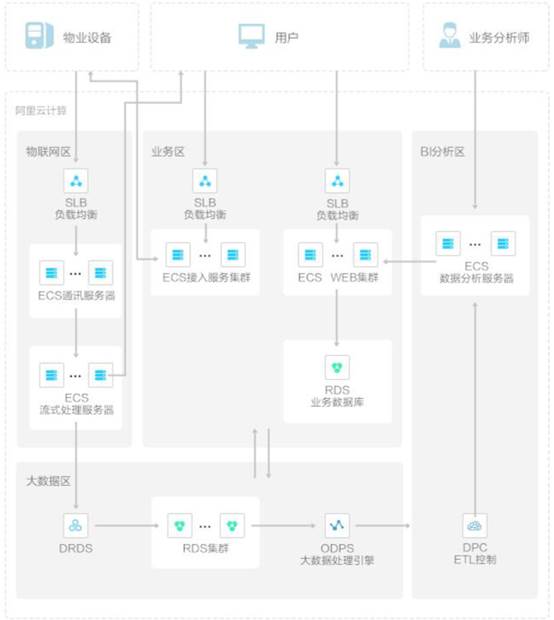 物业设备
用户
业务分析师
阿里云计算
物联网区
业务区
BI分析区
SLB
负载均衡
SLB
负载均衡
SLB
负载均衡
...
ECS通讯服务器
...
ECS接入服务集群
...
ECS WEB集群
...
ECS
数据分析服务器
...
ECS
流式处理服务器
RDS
业务数据库
大数据区
DRDS
...
RDS集群
ODPS
大数据处理引擎
DPC
ETL控制